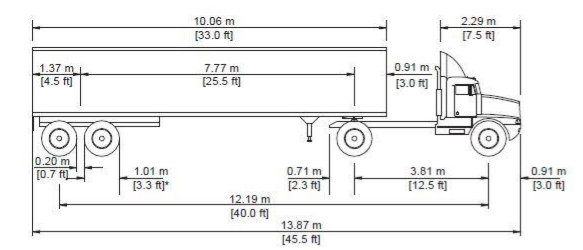 10.06 m
[33.0 ft]
2.29 m
[7.5 ft]
1.37 m
[4.5 ft]
7.77 m
[25.5 ft]
0.91 m
[3.0 ft]
0.20 m
[0.7 ft]
1.01 m
[3.3 ft]*
0.71 m
[2.3 ft]
3.81 m
[12.5 ft]
0.91 m
[3.0 ft]
12.19 m
[40.0 ft]
13.87 m
[45.5 ft]